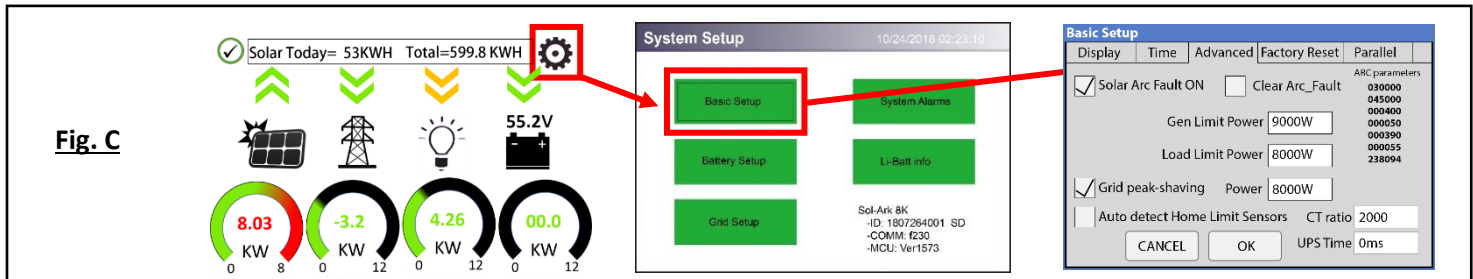 Fig. C
Solar Today= 53KWH Total=599.8 KWH
55.2V
- +
8.03
KW
0 8
-3.2
KW
0 12
4.26
KW
0 12
00.0
KW
0 12
System Setup 10/24/2018 02:23:10
Basic Setup
System Alarms
Battery Setup
Li-Batt info
Grid Setup
Sol-Ark 8K
-ID: 1807264001 SD
-COMM: f230
-MCU: Ver1573
Basic Setup
Display Time Advanced Factory Reset Parallel
Solar Arc Fault ON Clear Arc_Fault
ARC parameters
030000
045000
000400
000050
000390
000055
238094
Gen Limit Power 9000W
Load Limit Power 8000W
Grid peak-shaving Power 8000W
Auto detect Home Limit Sensors CT ratio 2000
CANCEL OK UPS Time 0ms